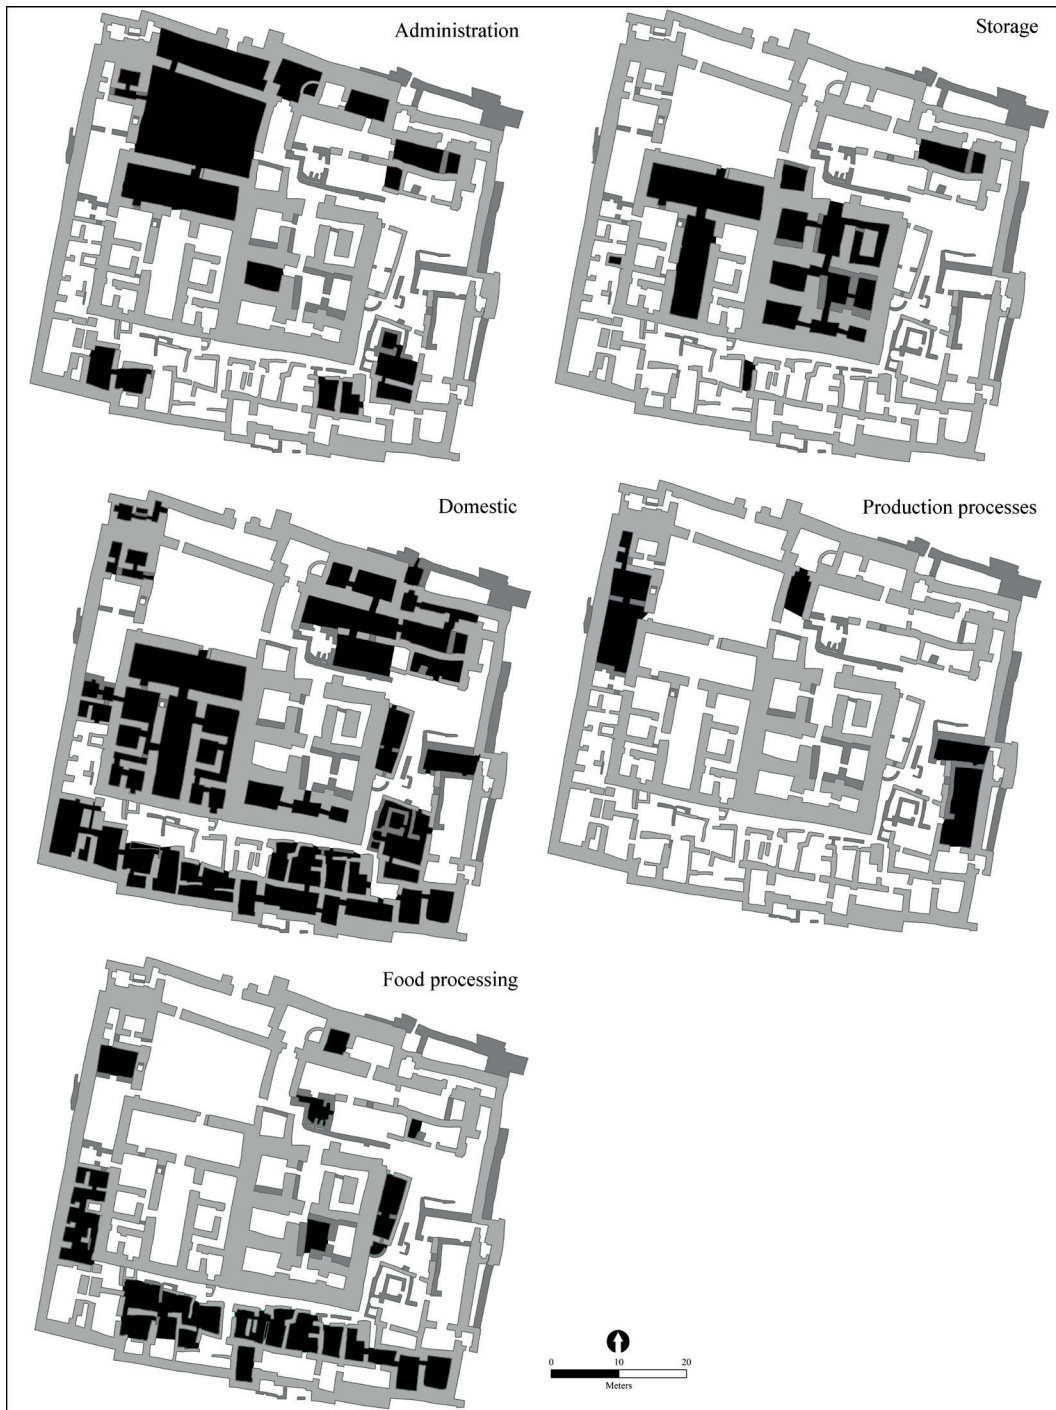 Administration
Storage
Domestic
Production processes
Food processing
0 10 20
Meters